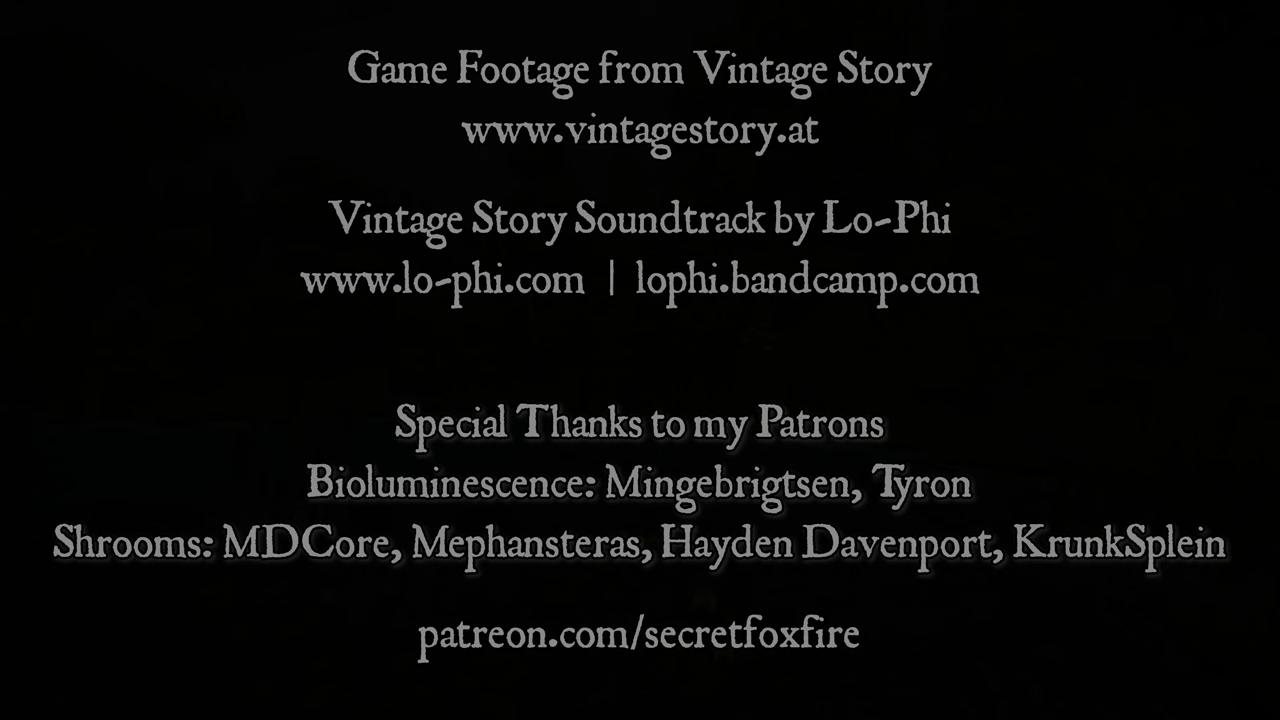 Game Footage from Vintage Story
www.vintagestory.at
Vintage Story Soundtrack by Lo-Phi
www.lo-phi.com | lophi.bandcamp.com
Special Thanks to my Patrons
Bioluminescence: Mingebrigtsen, Tyron
Shrooms: MDCore, Mephansteras, Hayden Davenport, KrunkSplein
patreon.com/secretfoxfire